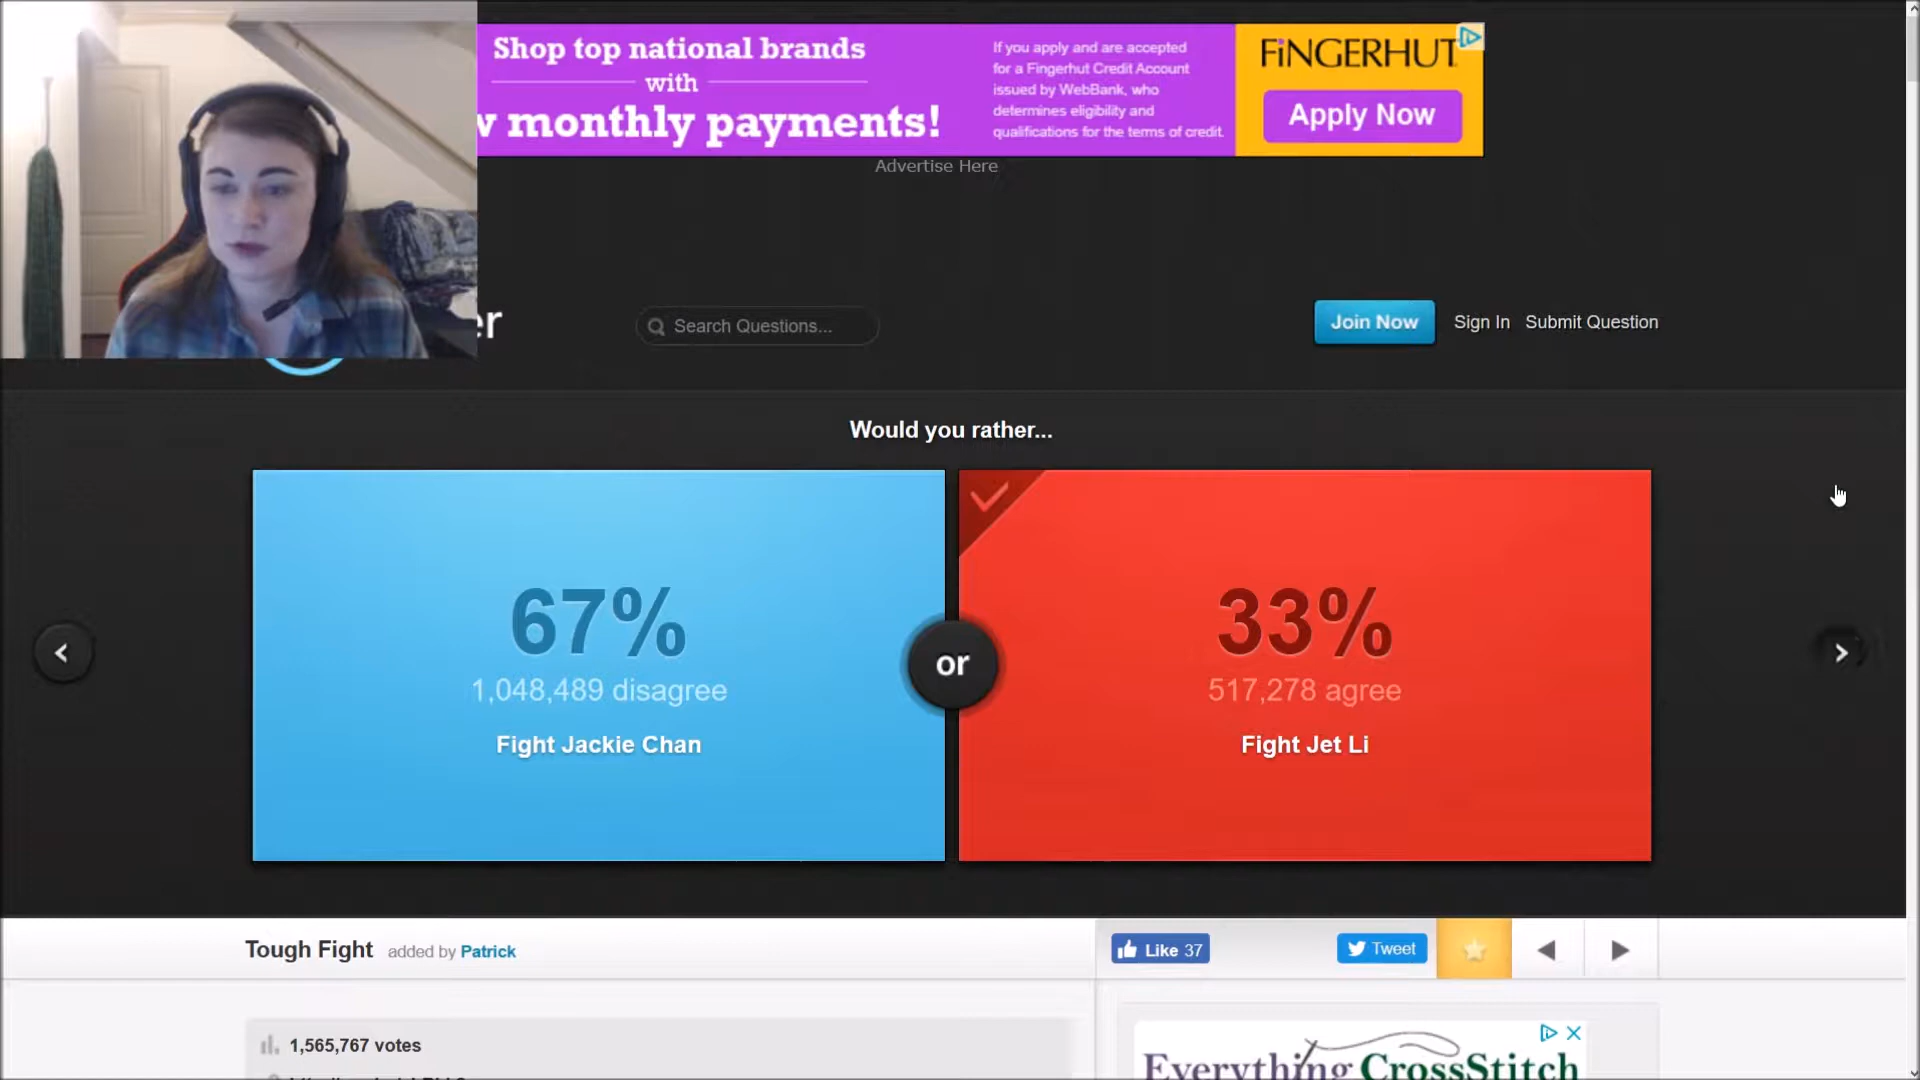 Shop top national brands
with
monthly payments!
If you apply and are accepted
for a Fingerhut Credit Account
issued by WebBank, who
determines eligibility and
qualifications for the terms of credit.
FiNGERHUT
Apply Now
Advertise Here
er
Search Questions...
Join Now
Sign In
Submit Question
Would you rather...
67%
1,048,489 disagree
Fight Jackie Chan
or
33%
517,278 agree
Fight Jet Li
Tough Fight added by Patrick
Like 37
Tweet
1,565,767 votes
Everything CrossStitch